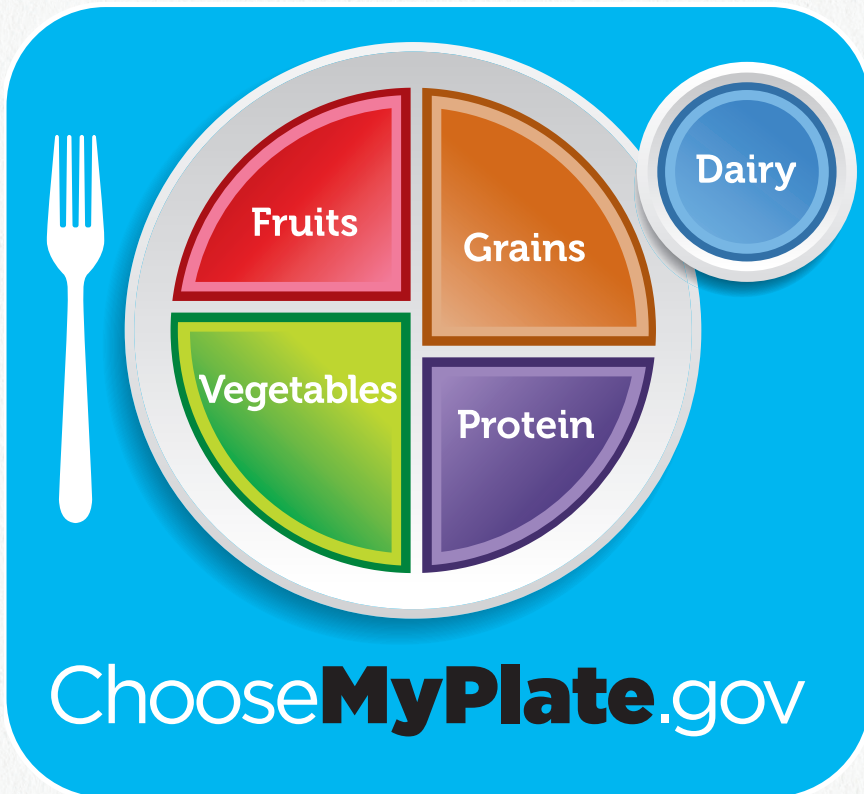 Fruits
Grains
Dairy
Vegetables
Protein
ChooseMyPlate.gov